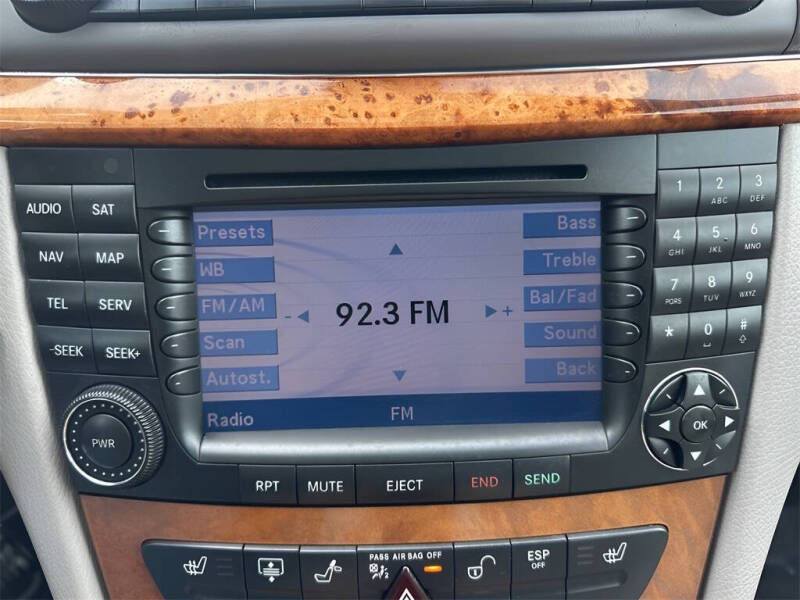 AUDIO SAT
NAV MAP
TEL SERV
-SEEK SEEK+
PWR
Presets
WB
FM/AM
Scan
Autost.
- 92.3 FM +
Bass
Treble
Bal/Fad
Sound
Back
Radio FM
1 2 ABC 3 DEF
4 GHI 5 JKL 6 MNO
7 PQRS 8 TUV 9 WXYZ
* 0 #
OK
RPT MUTE EJECT END SEND
PASS AIR BAG OFF
ESP
OFF